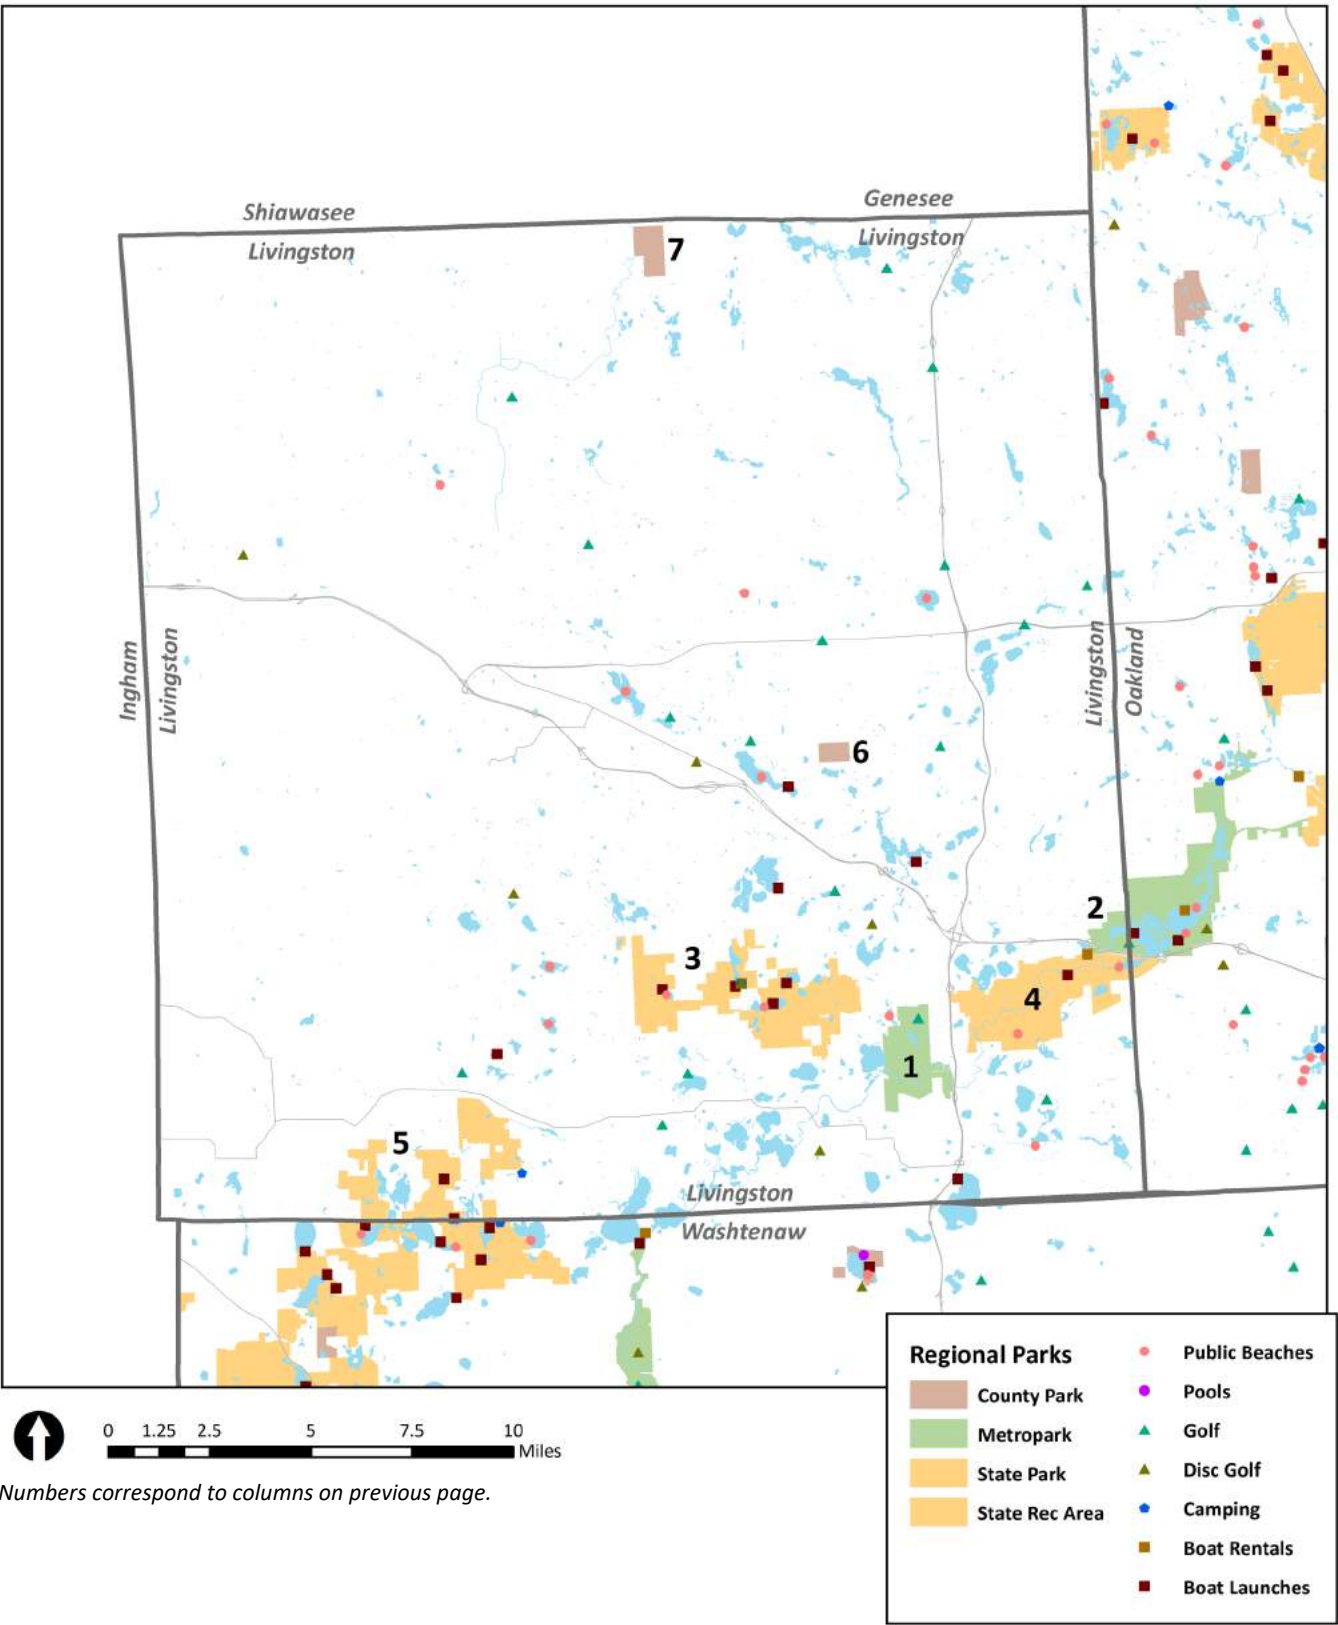 Shiawasee
Genesee
Livingston
Livingston
7
Ingham
Livingston
Livingston
Oakland
6
2
3
4
1
5
Livingston
Washtenaw
Regional Parks
County Park
Metropark
State Park
State Rec Area
Public Beaches
Pools
Golf
Disc Golf
Camping
Boat Rentals
Boat Launches
0 1.25 2.5 5 7.5 10
Miles
Numbers correspond to columns on previous page.